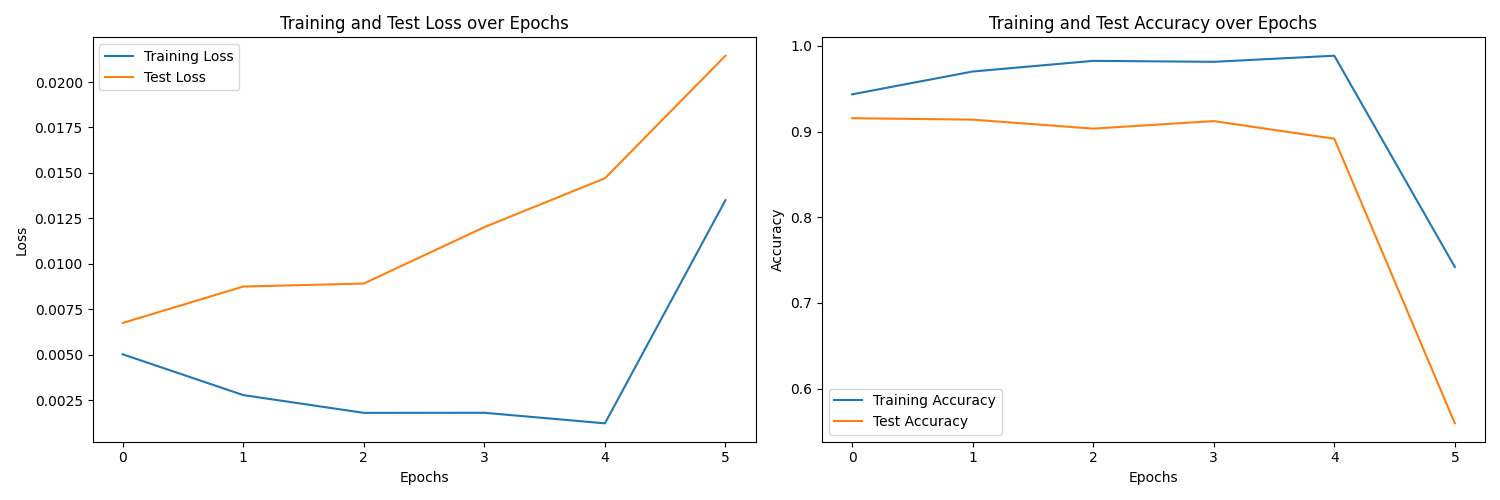 Training and Test Loss over Epochs
Training Loss
Test Loss
0.0200
0.0175
0.0150
0.0125
0.0100
0.0075
0.0050
0.0025
Loss
0 1 2 3 4 5
Epochs
Training and Test Accuracy over Epochs
1.0
0.9
0.8
0.7
0.6
Accuracy
Training Accuracy
Test Accuracy
0 1 2 3 4 5
Epochs